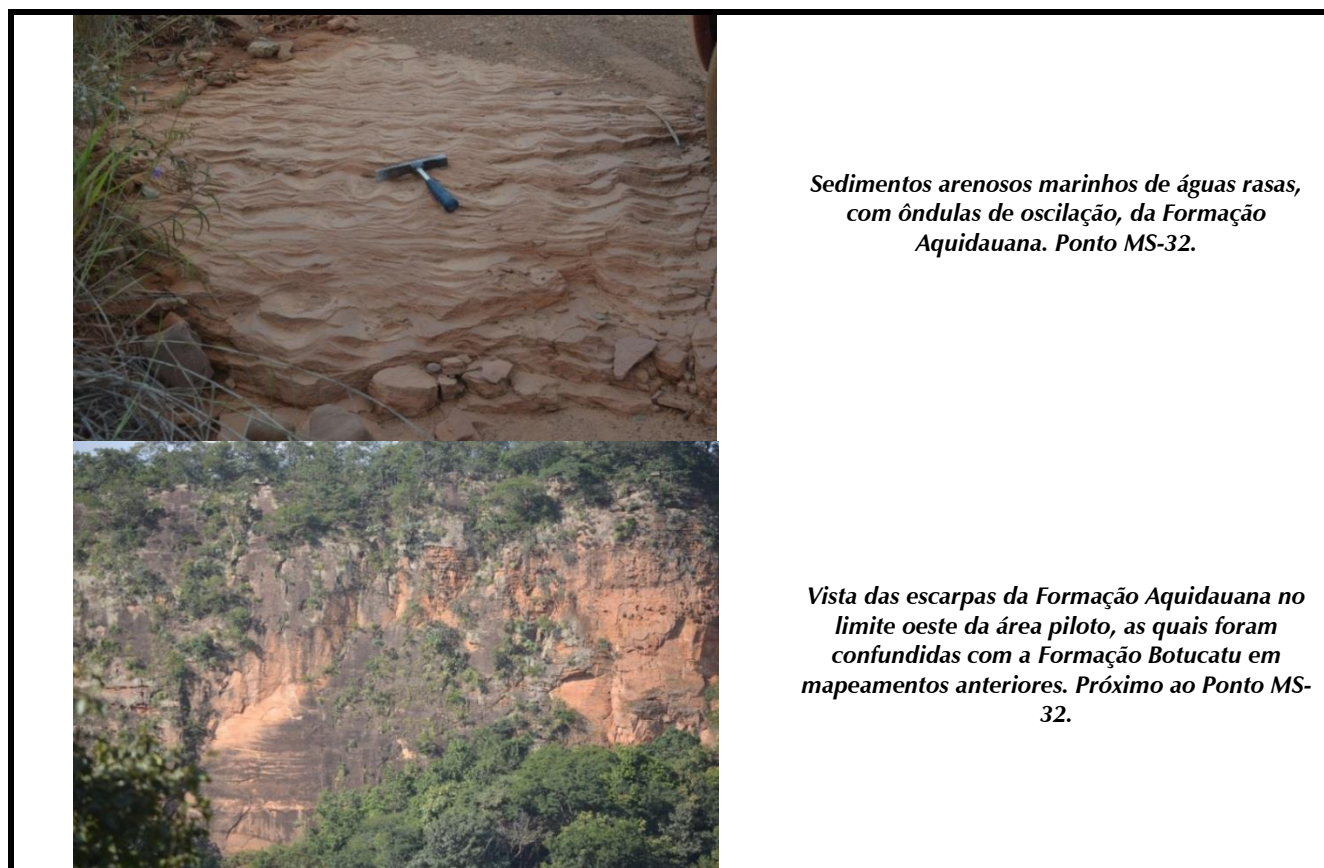 Sedimentos arenosos marinhos de águas rasas,
com ôndulas de oscilação, da Formação
Aquidauana. Ponto MS-32.
Vista das escarpas da Formação Aquidauana no
limite oeste da área piloto, as quais foram
confundidas com a Formação Botucatu em
mapeamentos anteriores. Próximo ao Ponto MS-
32.